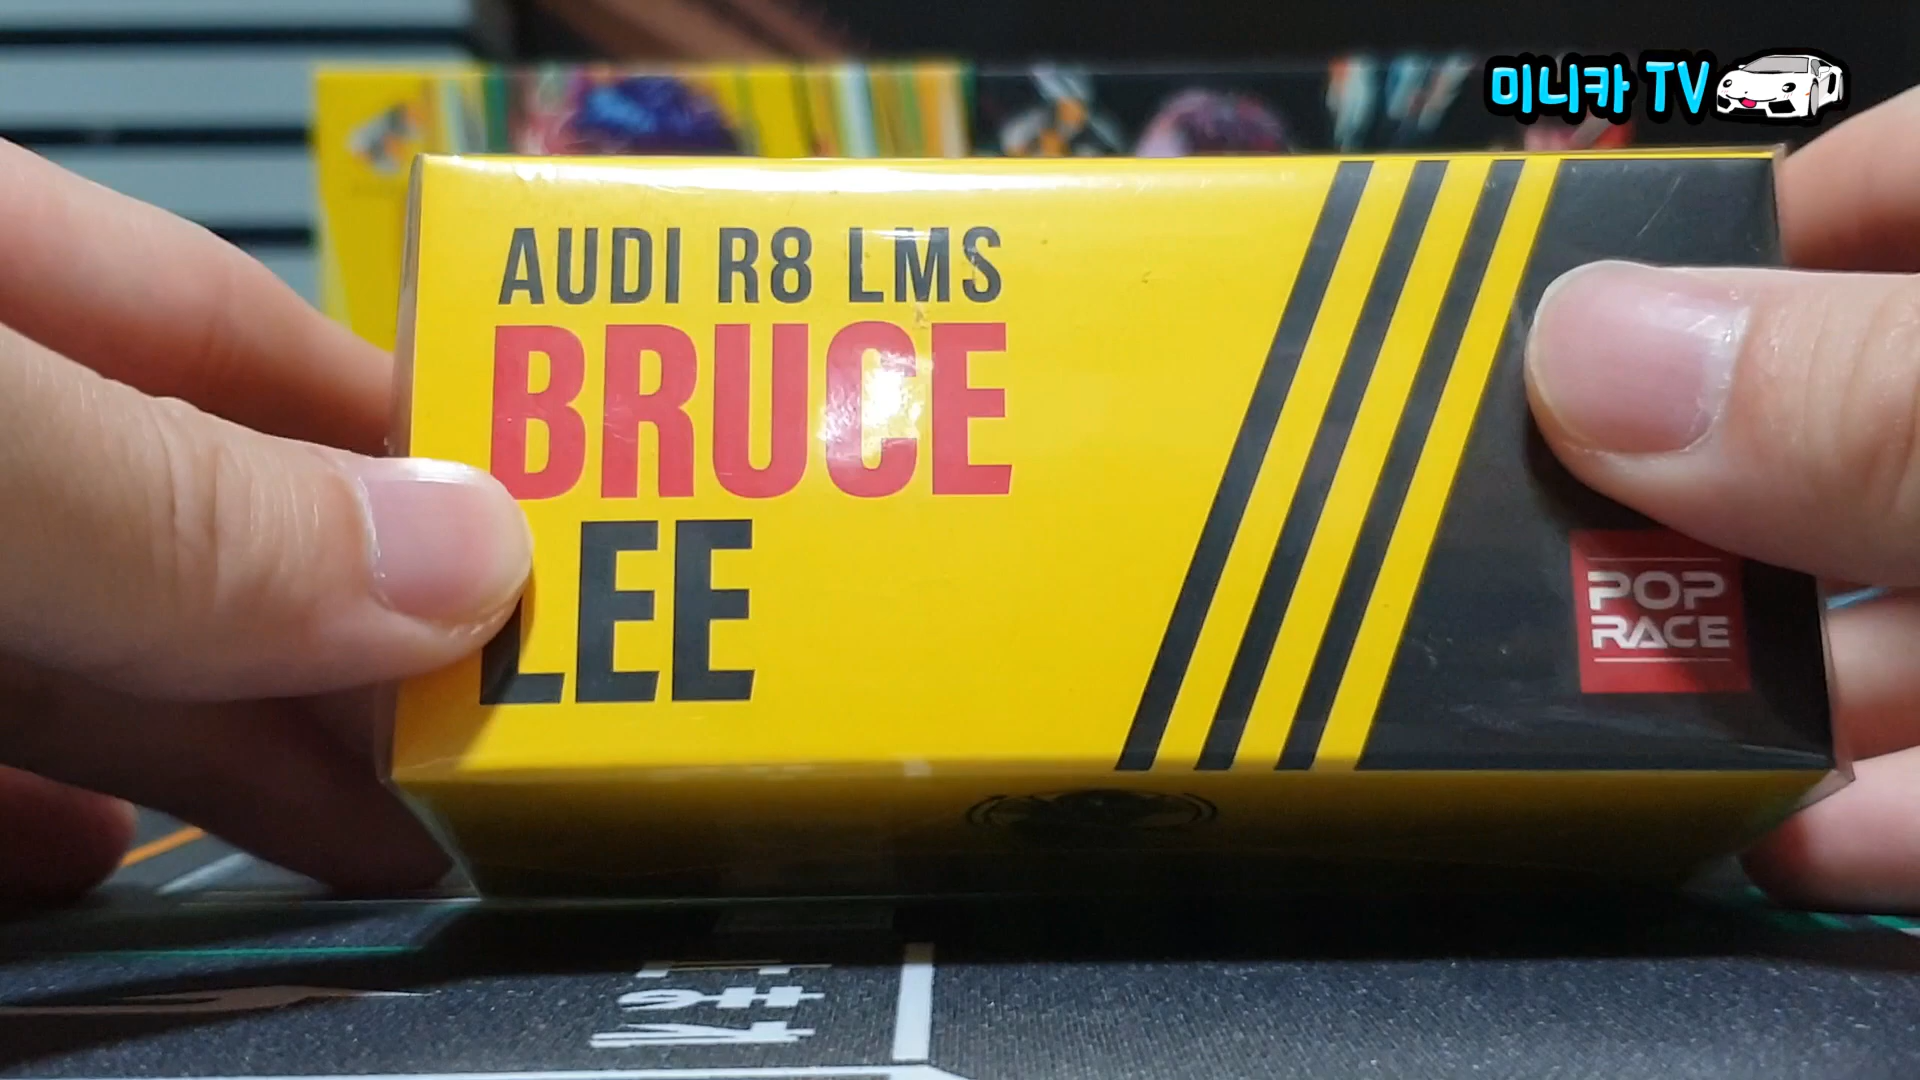 미니카 TV
AUDI R8 LMS
BRUCE
LEE
POP
RACE